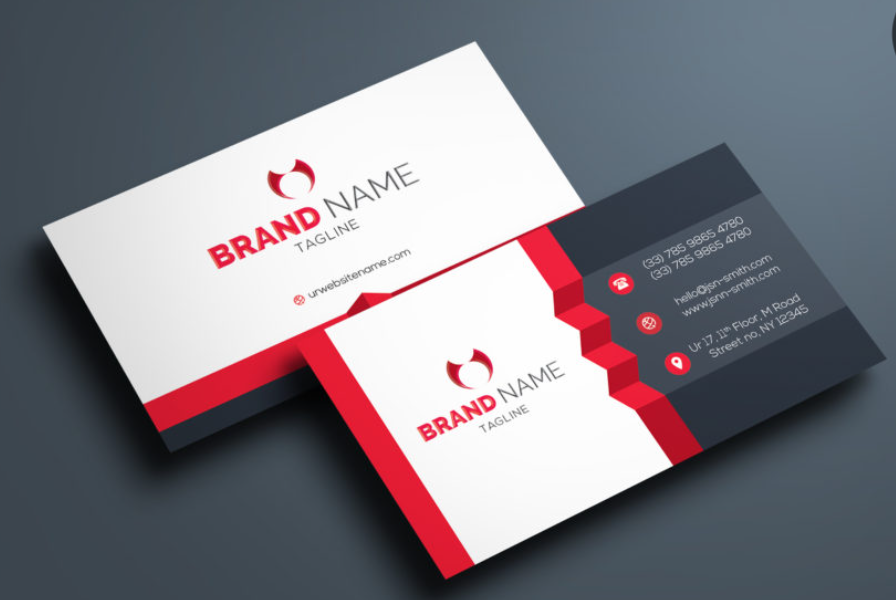 BRAND NAME
TAGLINE
urwebsitename.com
BRAND NAME
TAGLINE
(33) 785 9865 4780
(33) 785 9865 4780
hello@jsn-smith.com
www.jsnn-smith.com
Ur 17, 11th Floor, M Road
Street no, NY 12345